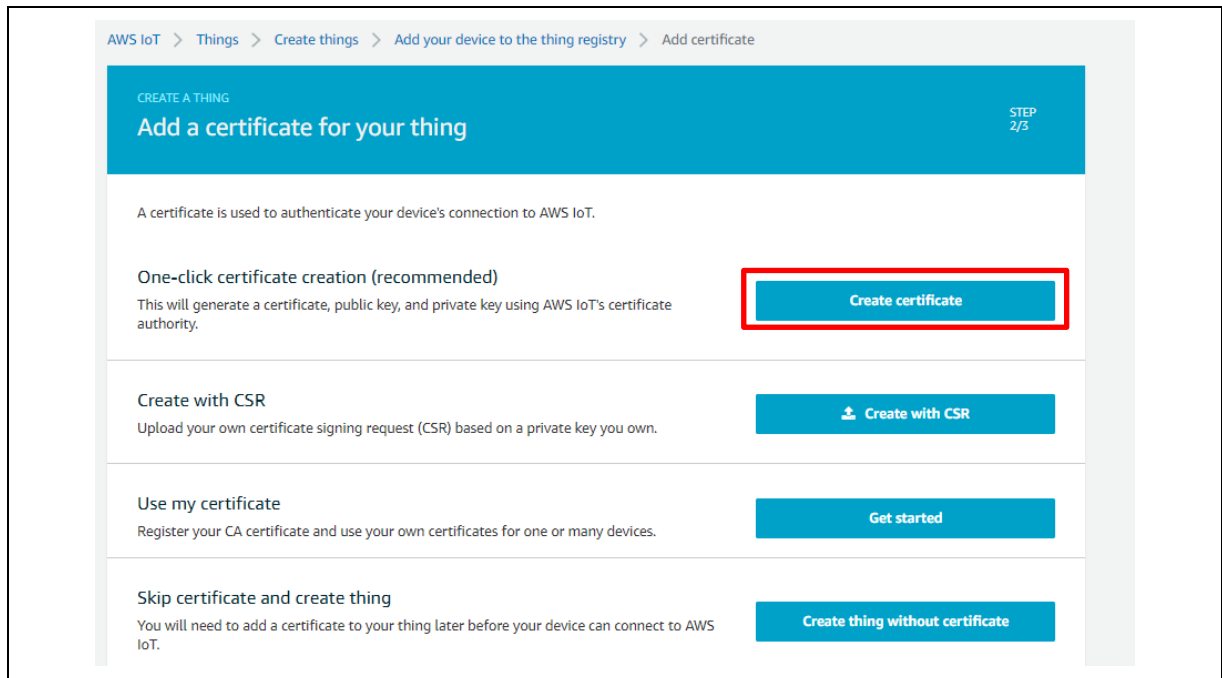 AWS IoT > Things > Create things > Add your device to the thing registry > Add certificate
CREATE A THING
Add a certificate for your thing
STEP
2/3
A certificate is used to authenticate your device's connection to AWS IoT.
One-click certificate creation (recommended)
This will generate a certificate, public key, and private key using AWS IoT's certificate
authority.
Create certificate
Create with CSR
Upload your own certificate signing request (CSR) based on a private key you own.
Create with CSR
Use my certificate
Register your CA certificate and use your own certificates for one or many devices.
Get started
Skip certificate and create thing
You will need to add a certificate to your thing later before your device can connect to AWS
IoT.
Create thing without certificate